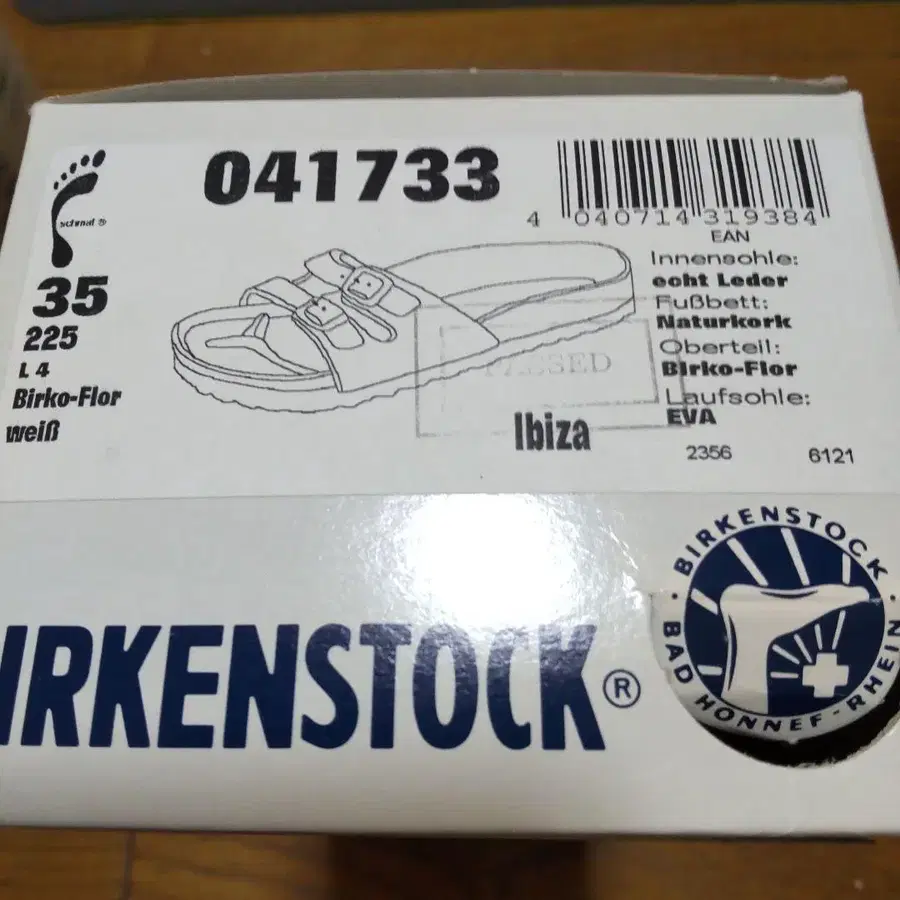 041733
schmal ®
35
225
L 4
Birko-Flor
weiß
4 040714 319384
EAN
Innensohle:
echt Leder
Fußbett:
Naturkork
Oberteil:
Birko-Flor
Laufsohle:
EVA
2356 6121
PASSED
Ibiza
BIRKENSTOCK
BAD HONNEF-RHEIN
IRKENSTOCK®